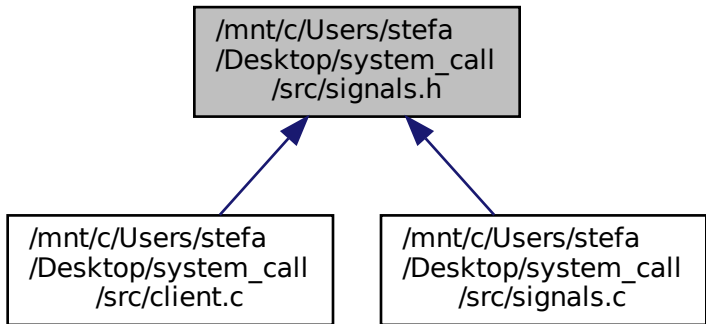 /mnt/c/Users/stefa
/Desktop/system_call
/src/signals.h
/mnt/c/Users/stefa
/Desktop/system_call
/src/client.c
/mnt/c/Users/stefa
/Desktop/system_call
/src/signals.c